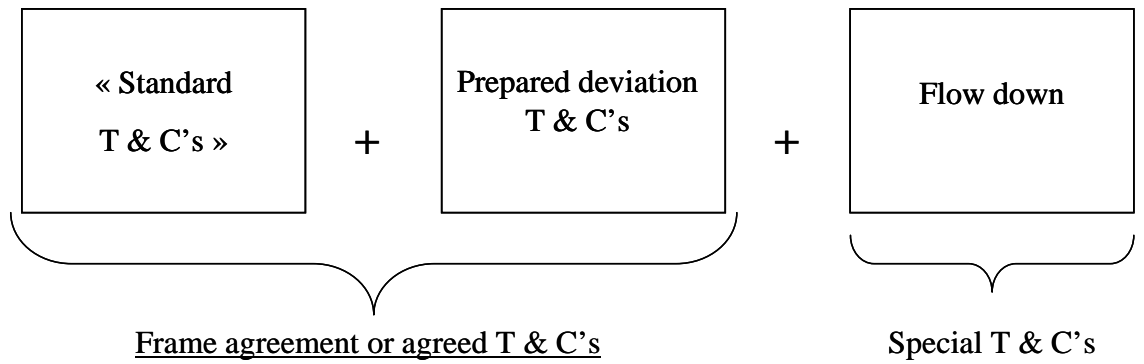 « Standard
T & C’s »
+
Prepared deviation
T & C’s
+
Flow down
Frame agreement or agreed T & C’s
Special T & C’s